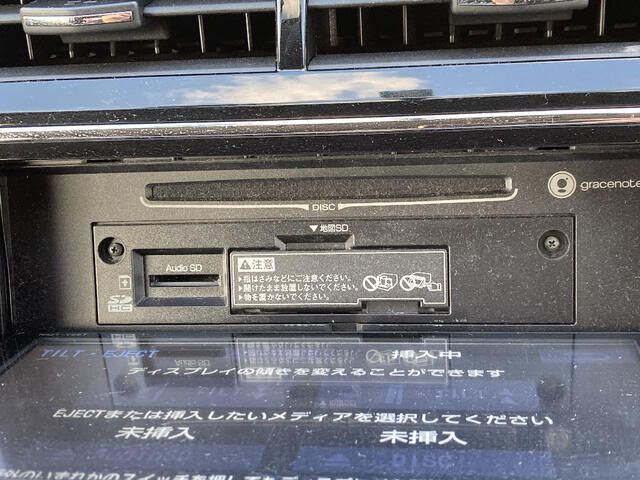 DISC
gracenote
▼地図SD
Audio SD
⚠注意
▶指はさみなどにご注意ください。
▶開けたまま放置しないでください。
▶物を置かないでください。
SD
HC
TILT・EJECT
挿入中
ディスプレイの傾きを変えることができます
EJECTまたは挿入したいメディアを選択してください
未挿入
未挿入